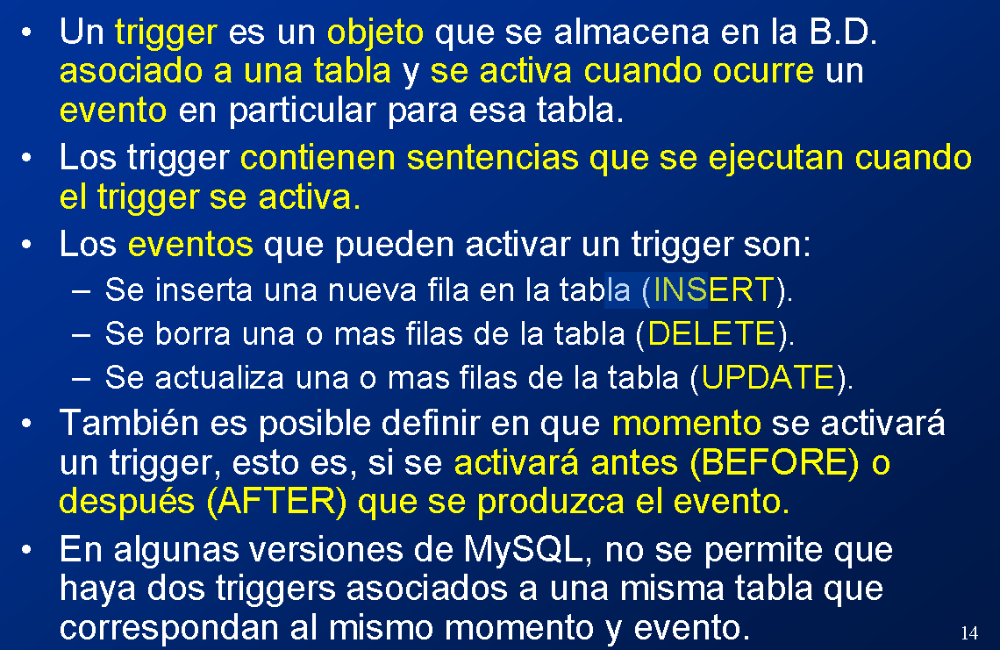 • Un trigger es un objeto que se almacena en la B.D.
asociado a una tabla y se activa cuando ocurre un
evento en particular para esa tabla.
• Los trigger contienen sentencias que se ejecutan cuando
el trigger se activa.
• Los eventos que pueden activar un trigger son:
– Se inserta una nueva fila en la tabla (INSERT).
– Se borra una o mas filas de la tabla (DELETE).
– Se actualiza una o mas filas de la tabla (UPDATE).
• También es posible definir en que momento se activará
un trigger, esto es, si se activará antes (BEFORE) o
después (AFTER) que se produzca el evento.
• En algunas versiones de MySQL, no se permite que
haya dos triggers asociados a una misma tabla que
correspondan al mismo momento y evento.
14